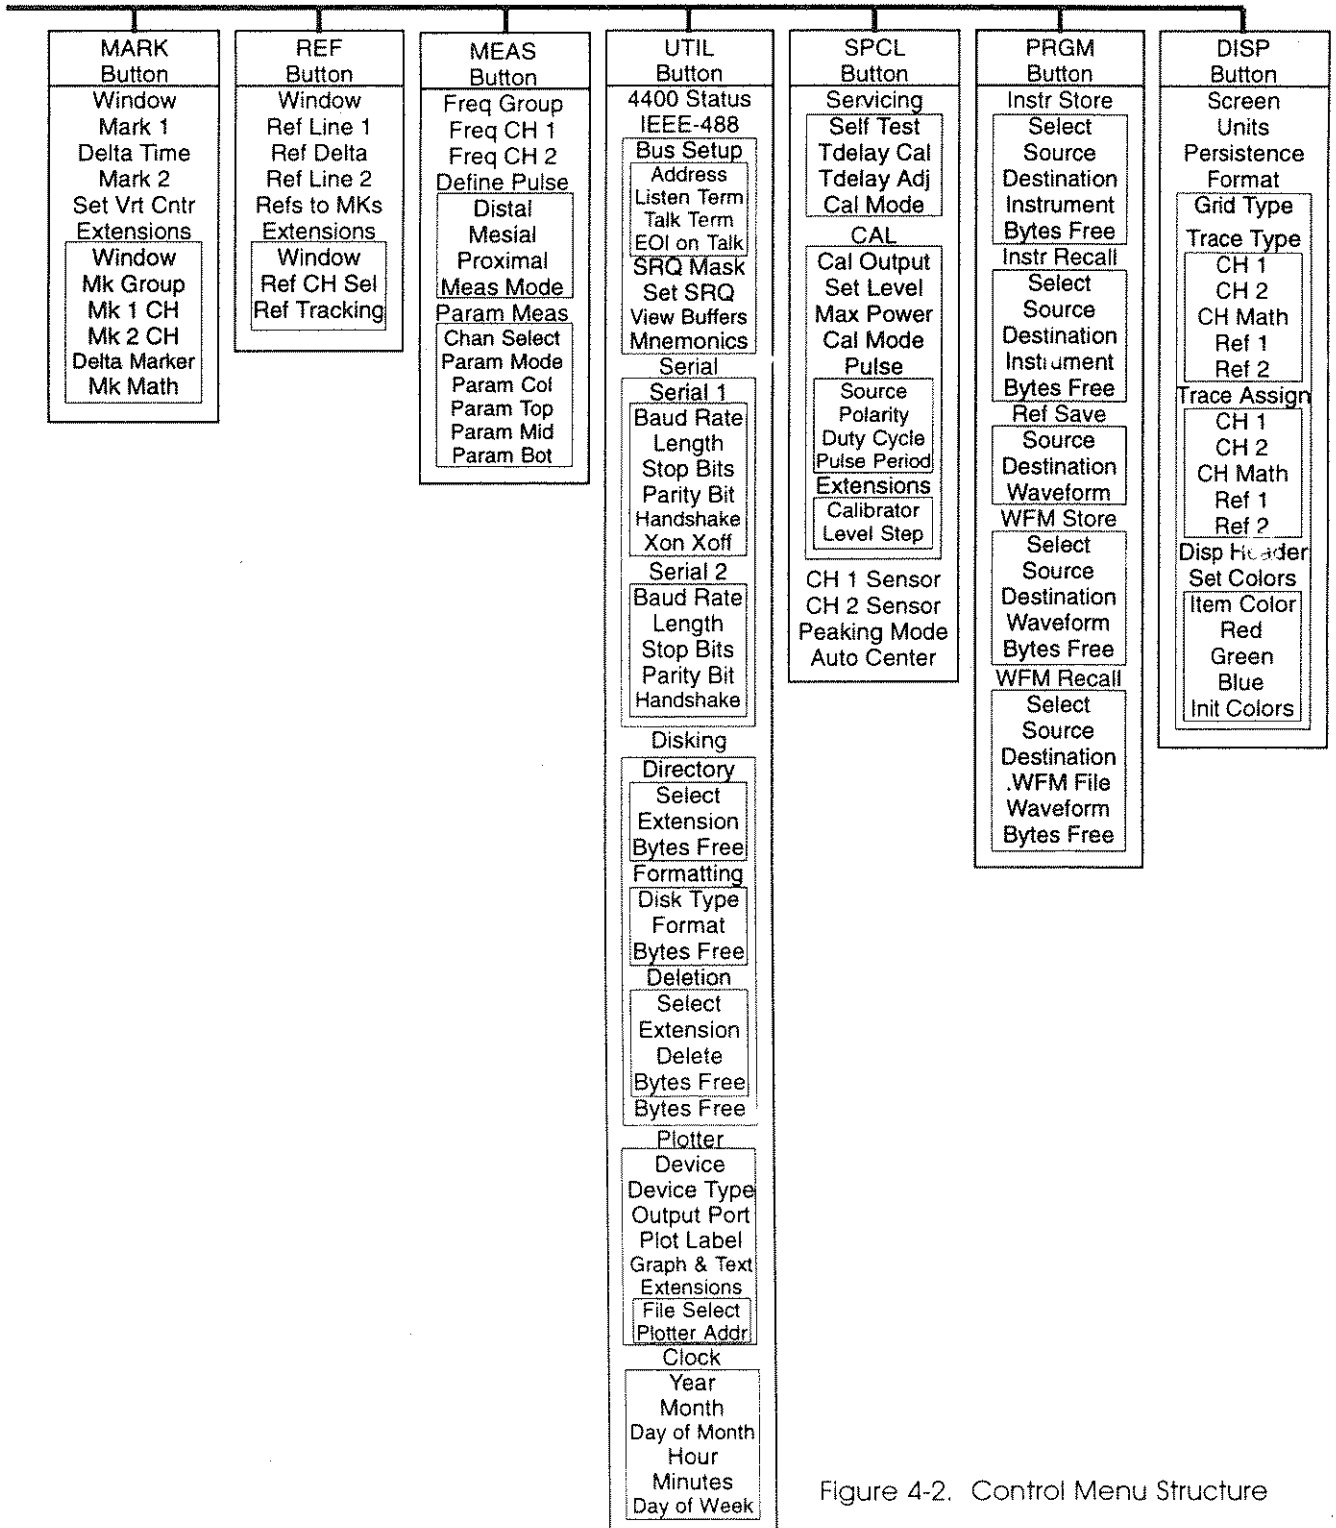 MARK
Button
Window
Mark 1
Delta Time
Mark 2
Set Vrt Cntr
Extensions
Window
Mk Group
Mk 1 CH
Mk 2 CH
Delta Marker
Mk Math
REF
Button
Window
Ref Line 1
Ref Delta
Ref Line 2
Refs to MKs
Extensions
Window
Ref CH Sel
Ref Tracking
MEAS
Button
Freq Group
Freq CH 1
Freq CH 2
Define Pulse
Distal
Mesial
Proximal
Meas Mode
Param Meas
Chan Select
Param Mode
Param Col
Param Top
Param Mid
Param Bot
UTIL
Button
4400 Status
IEEE-488
Bus Setup
Address
Listen Term
Talk Term
EOI on Talk
SRQ Mask
Set SRQ
View Buffers
Mnemonics
Serial
Serial 1
Baud Rate
Length
Stop Bits
Parity Bit
Handshake
Xon Xoff
Serial 2
Baud Rate
Length
Stop Bits
Parity Bit
Handshake
Disking
Directory
Select
Extension
Bytes Free
Formatting
Disk Type
Format
Bytes Free
Deletion
Select
Extension
Delete
Bytes Free
Bytes Free
Plotter
Device
Device Type
Output Port
Plot Label
Graph & Text
Extensions
File Select
Plotter Addr
Clock
Year
Month
Day of Month
Hour
Minutes
Day of Week
SPCL
Button
Servicing
Self Test
Tdelay Cal
Tdelay Adj
Cal Mode
CAL
Cal Output
Set Level
Max Power
Cal Mode
Pulse
Source
Polarity
Duty Cycle
Pulse Period
Extensions
Calibrator
Level Step
CH 1 Sensor
CH 2 Sensor
Peaking Mode
Auto Center
PRGM
Button
Instr Store
Select
Source
Destination
Instrument
Bytes Free
Instr Recall
Select
Source
Destination
Instrument
Bytes Free
Ref Save
Source
Destination
Waveform
WFM Store
Select
Source
Destination
Waveform
Bytes Free
WFM Recall
Select
Source
Destination
.WFM File
Waveform
Bytes Free
DISP
Button
Screen
Units
Persistence
Format
Grid Type
Trace Type
CH 1
CH 2
CH Math
Ref 1
Ref 2
Trace Assign
CH 1
CH 2
CH Math
Ref 1
Ref 2
Disp Header
Set Colors
Item Color
Red
Green
Blue
Init Colors
Figure 4-2. Control Menu Structure